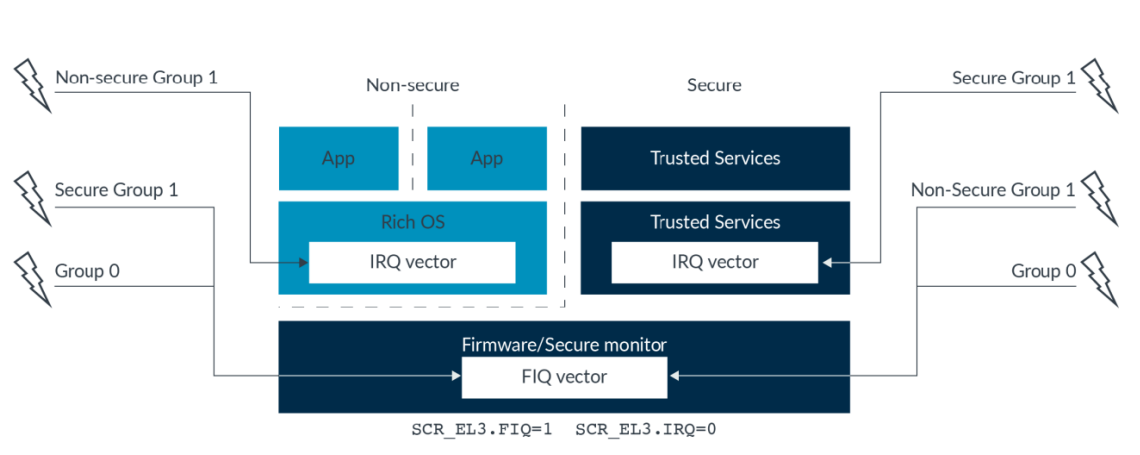 Non-secure Group 1
Non-secure
Secure
Secure Group 1
App
App
Trusted Services
Secure Group 1
Non-Secure Group 1
Rich OS
Trusted Services
IRQ vector
IRQ vector
Group 0
Group 0
Firmware/Secure monitor
FIQ vector
SCR_EL3.FIQ=1 SCR_EL3.IRQ=0